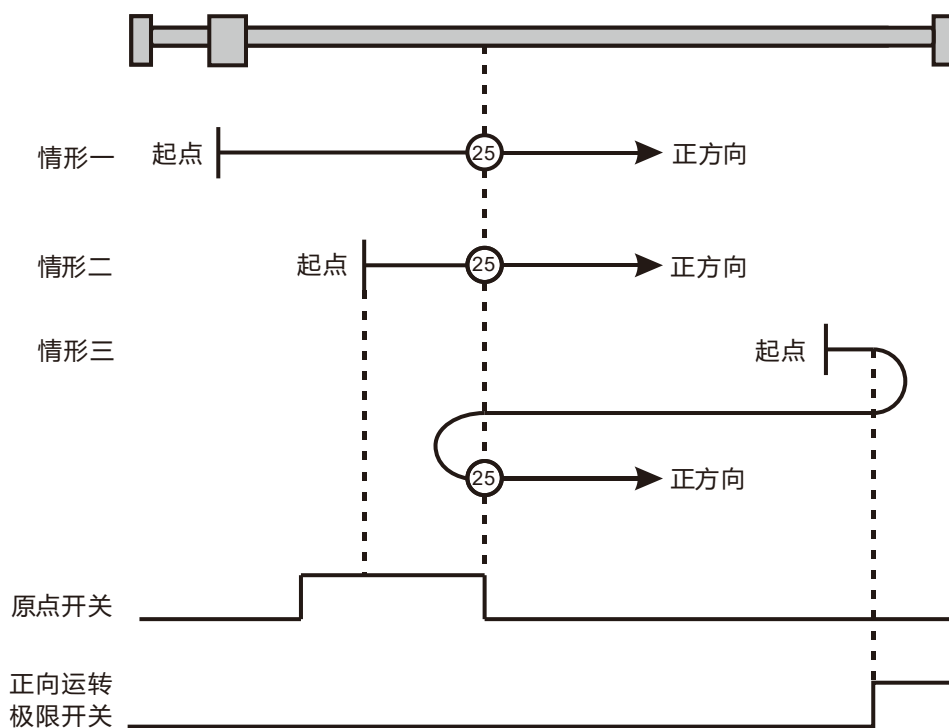 情形一 起点 25 正方向
情形二 起点 25 正方向
情形三 起点
25 正方向
原点开关
正向运转
极限开关